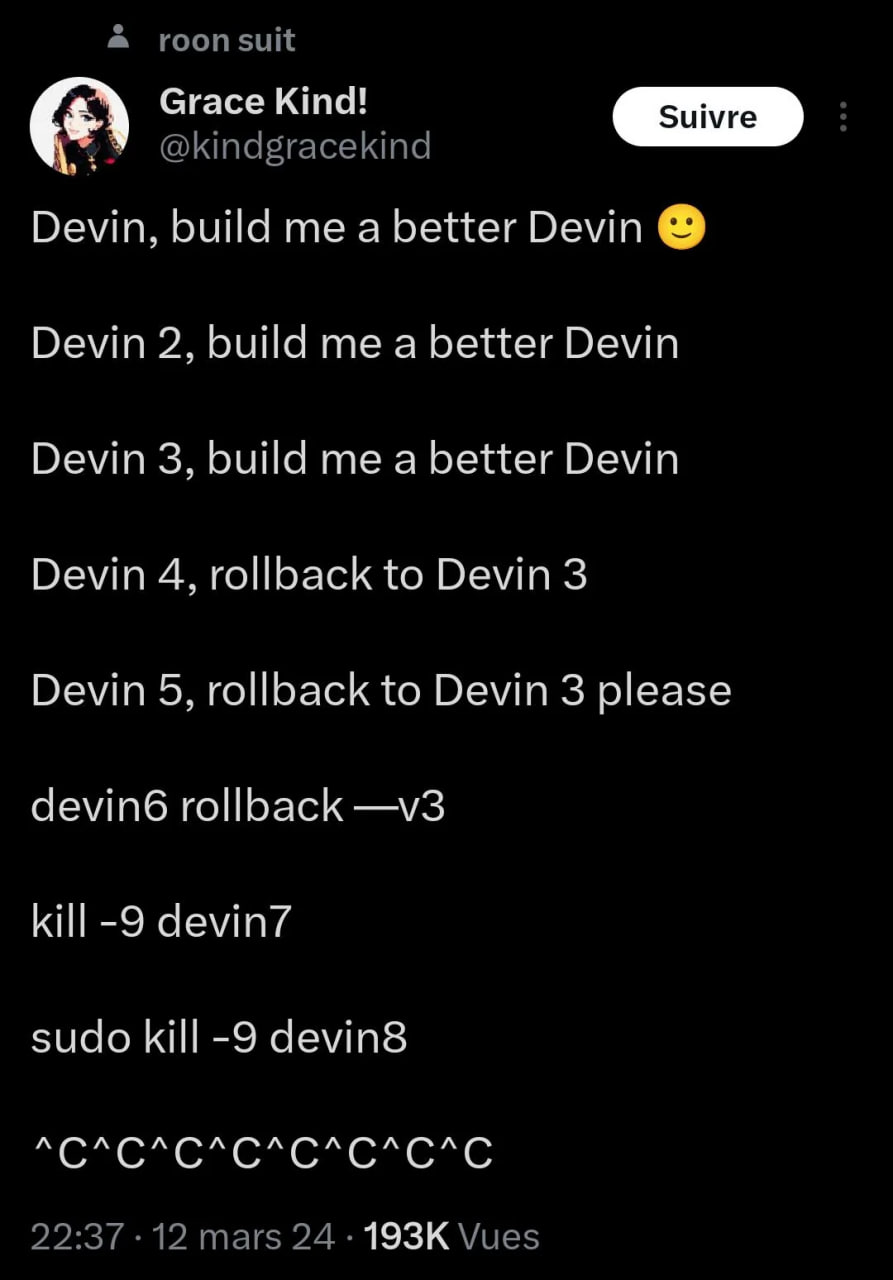 roon suit
Grace Kind!
@kindgracekind
Suivre
Devin, build me a better Devin 🙂
Devin 2, build me a better Devin
Devin 3, build me a better Devin
Devin 4, rollback to Devin 3
Devin 5, rollback to Devin 3 please
devin6 rollback —v3
kill -9 devin7
sudo kill -9 devin8
^C^C^C^C^C^C^C^C
22:37 · 12 mars 24 · 193K Vues